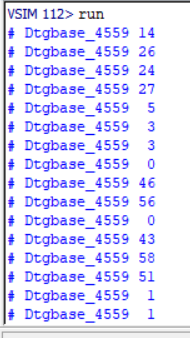 VSIM 112> run
# Dtgbase_4559 14
# Dtgbase_4559 26
# Dtgbase_4559 24
# Dtgbase_4559 27
# Dtgbase_4559  5
# Dtgbase_4559  3
# Dtgbase_4559  3
# Dtgbase_4559  0
# Dtgbase_4559 46
# Dtgbase_4559 56
# Dtgbase_4559  0
# Dtgbase_4559 43
# Dtgbase_4559 58
# Dtgbase_4559 51
# Dtgbase_4559  1
# Dtgbase_4559  1